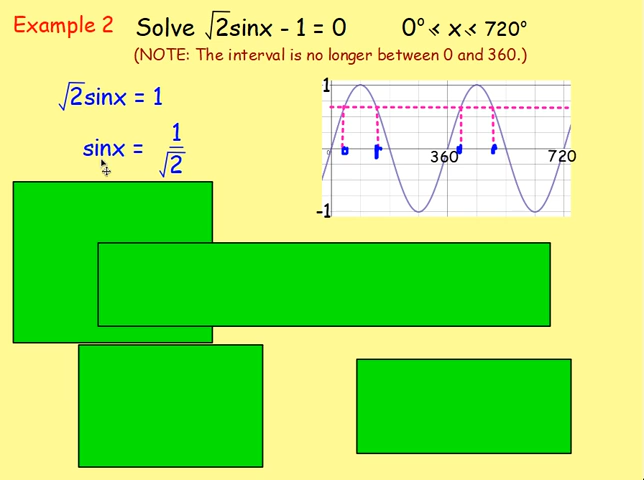 Example 2 Solve √2sinx - 1 = 0 0° ≤ x ≤ 720°
(NOTE: The interval is no longer between 0 and 360.)
√2sinx = 1
sinx = 1/√2
1
0
360
720
-1